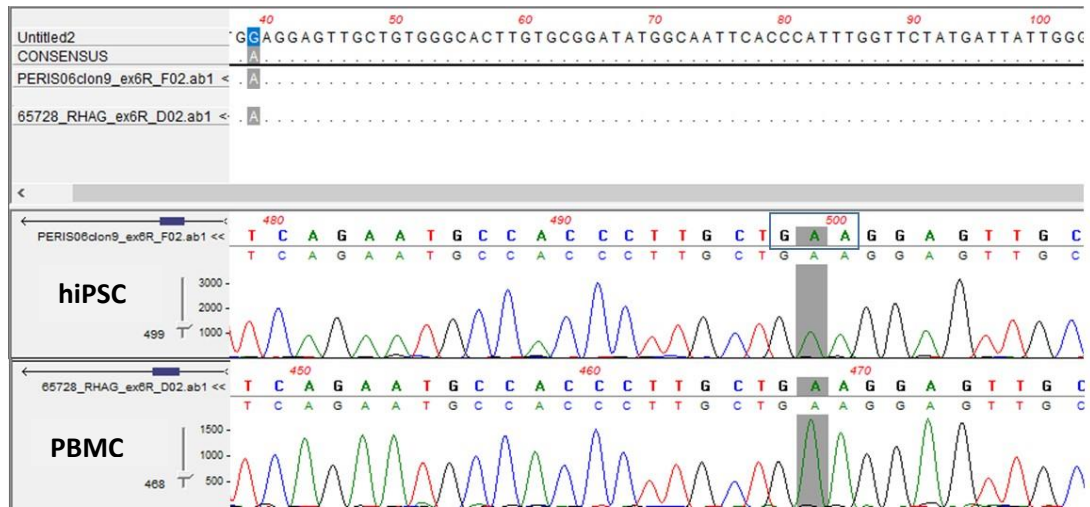 40 50 60 70 80 90 100
Untitled2 TGGAGGAGTTGCTGTGGGCACTTGTGCGGATATGGCAATTCACCCATTTGGTTCTATGATTATTGGG
CONSENSUS . A . . . . . . . . . . . . . . . . . . . . . . . . . . . . . . . . . . . . . . . . . . . . . . . . . . . . . . . . . . . . . . . .
PERIS06clon9_ex6R_F02.ab1 < . A . . . . . . . . . . . . . . . . . . . . . . . . . . . . . . . . . . . . . . . . . . . . . . . . . . . . . . . . . . . . . . . .
65728_RHAG_ex6R_D02.ab1 <- . A . . . . . . . . . . . . . . . . . . . . . . . . . . . . . . . . . . . . . . . . . . . . . . . . . . . . . . . . . . . . . . . .
<
480 490 500
PERIS06clon9_ex6R_F02.ab1 << T C A G A A T G C C A C C C T T G C T G A A G G A G T T G C
T C A G A A T G C C A C C C T T G C T G A A G G A G T T G C
hiPSC
3000
2000
1000
499
450 460 470
65728_RHAG_ex6R_D02.ab1 << T C A G A A T G C C A C C C T T G C T G A A G G A G T T G C
T C A G A A T G C C A C C C T T G C T G A A G G A G T T G C
PBMC
1500
1000
500
468